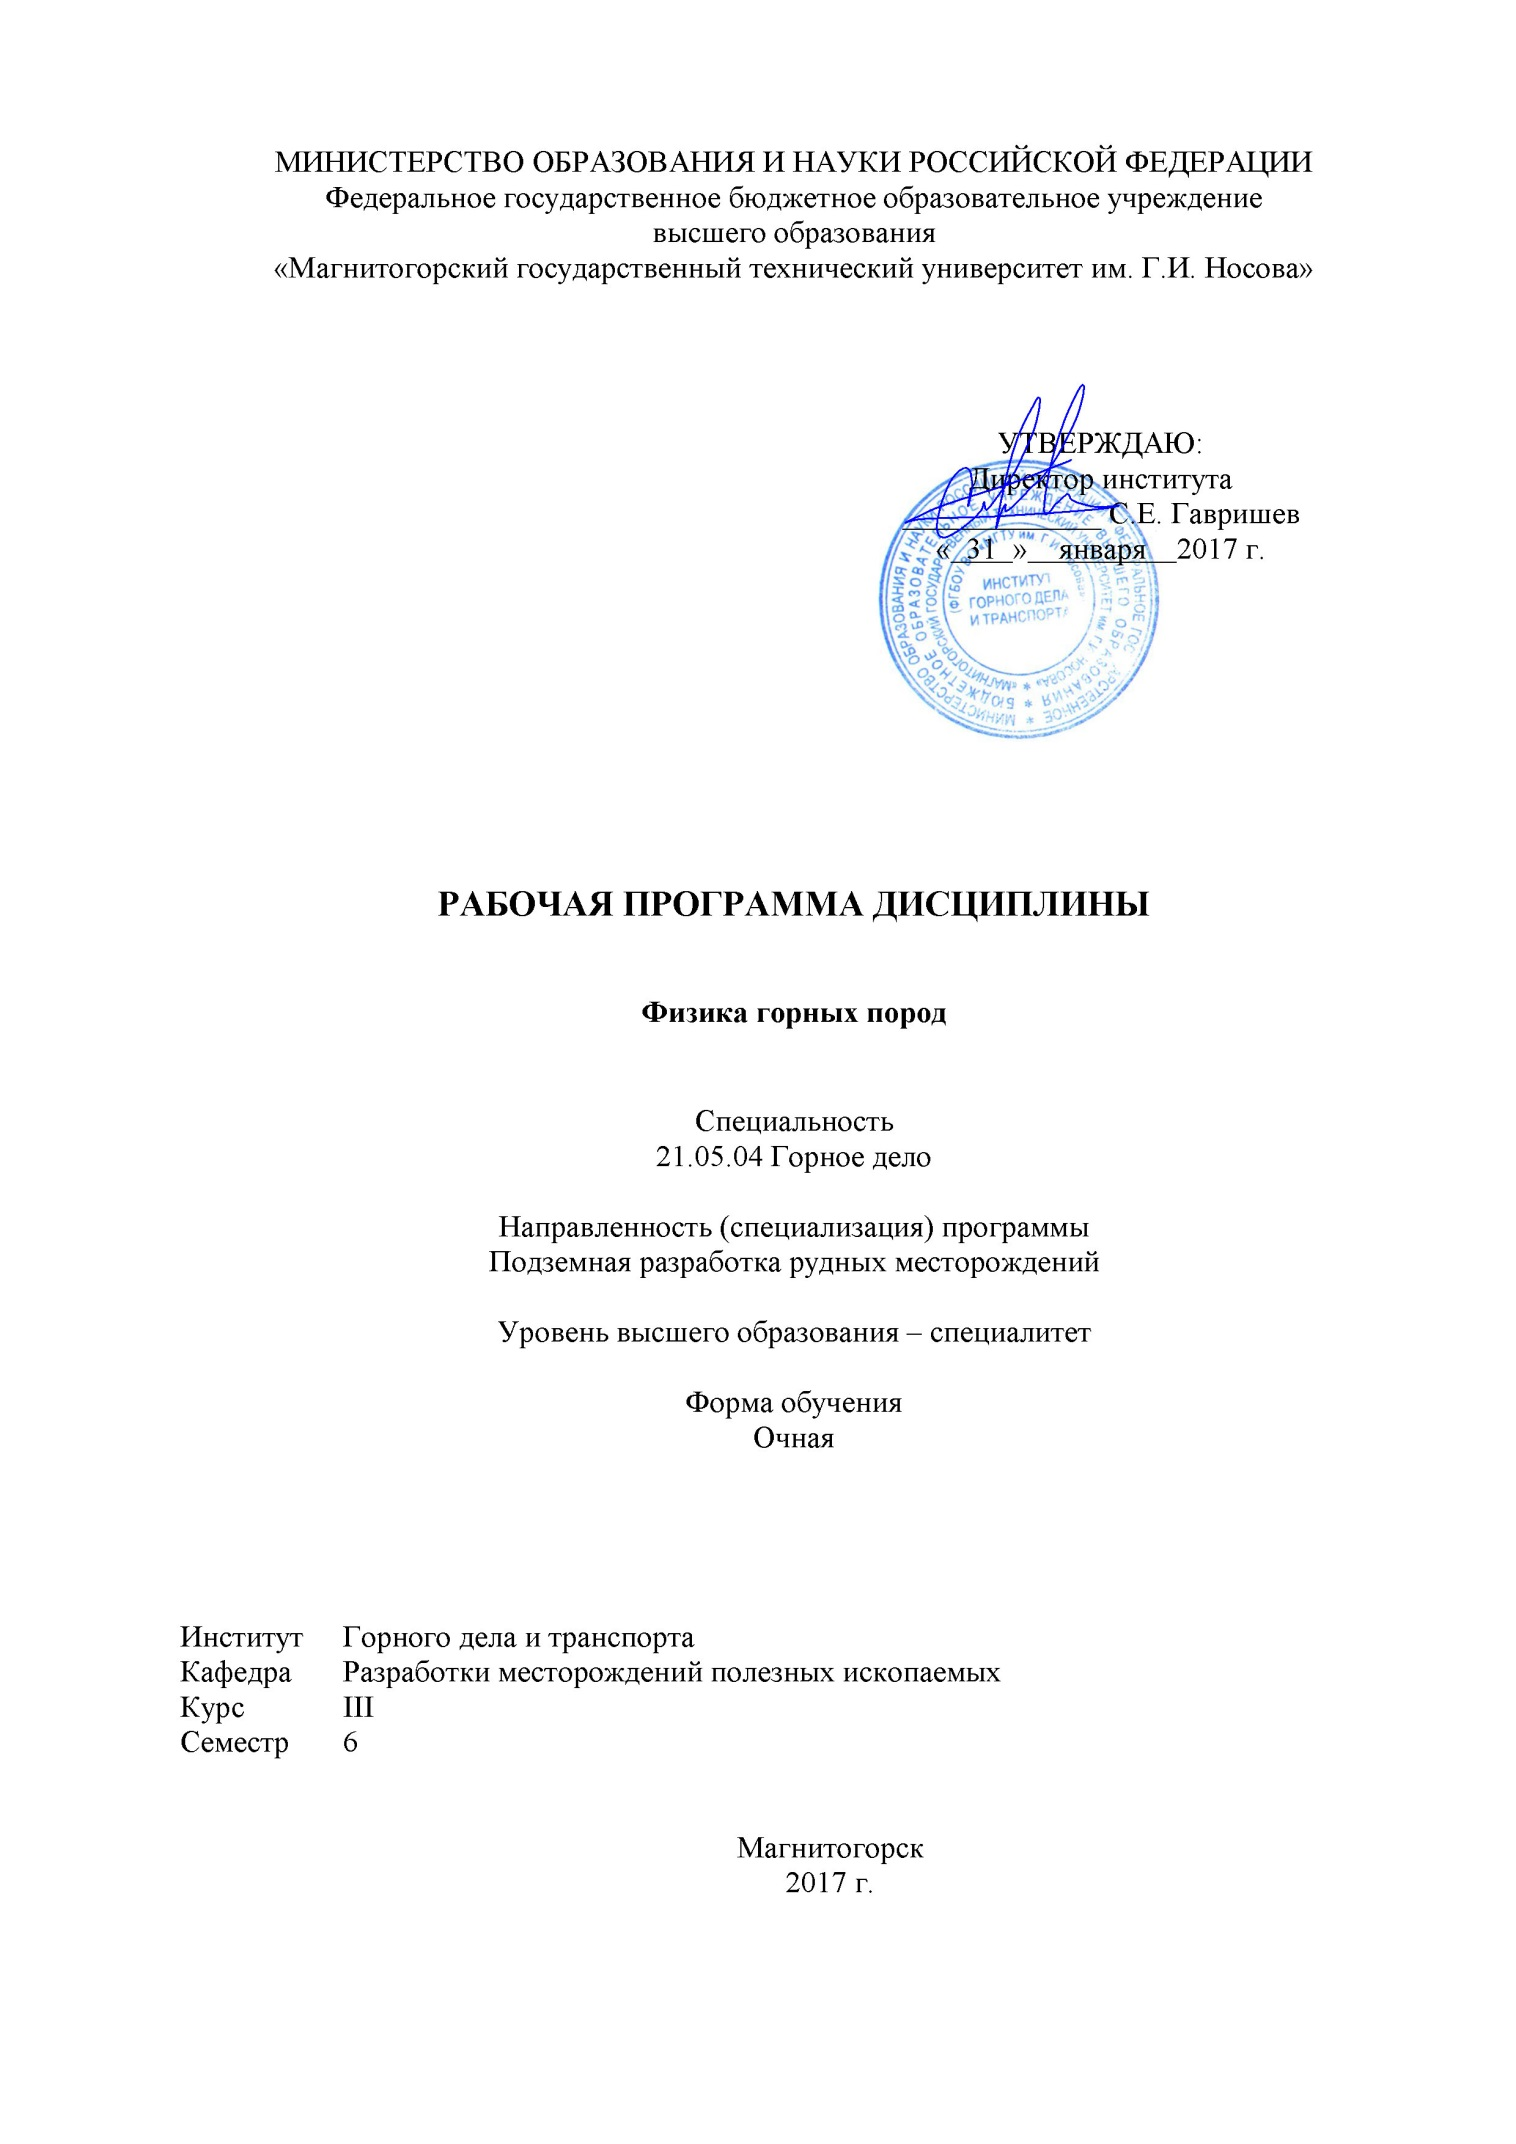 МИНИСТЕРСТВО ОБРАЗОВАНИЯ И НАУКИ РОССИЙСКОЙ ФЕДЕРАЦИИ
Федеральное государственное бюджетное образовательное учреждение
высшего образования
«Магнитогорский государственный технический университет им. Г.И. Носова»
УТВЕРЖДАЮ:
Директор института
_____________ С.Е. Гавришев
«_31_»__января__2017 г.
ИНСТИТУТ
ГОРНОГО ДЕЛА
И ТРАНСПОРТА
РАБОЧАЯ ПРОГРАММА ДИСЦИПЛИНЫ
Физика горных пород
Специальность
21.05.04 Горное дело
Направленность (специализация) программы
Подземная разработка рудных месторождений
Уровень высшего образования – специалитет
Форма обучения
Очная
Институт Горного дела и транспорта
Кафедра Разработки месторождений полезных ископаемых
Курс III
Семестр 6
Магнитогорск
2017 г.